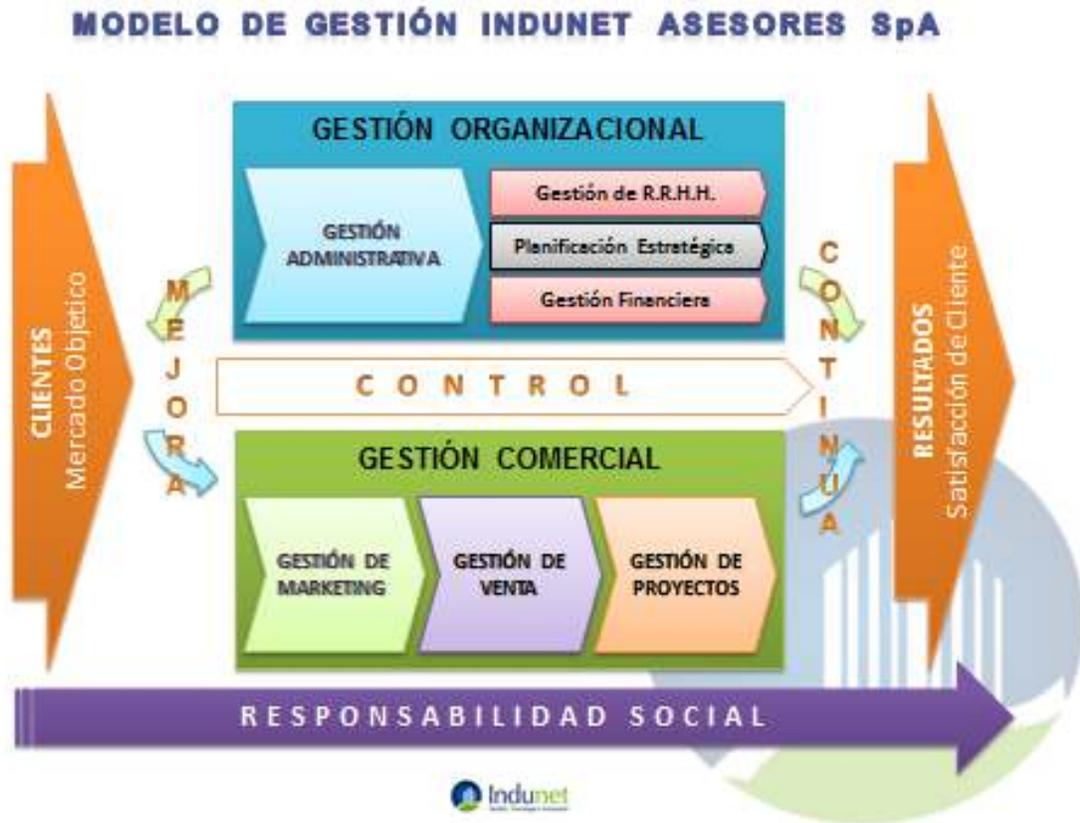 MODELO DE GESTIÓN INDUNET ASESORES SpA
CLIENTES
Mercado Objetico
MEJORA
GESTIÓN ORGANIZACIONAL
GESTIÓN
ADMINISTRATIVA
Gestión de R.R.H.H.
Planificación Estratégica
Gestión Financiera
CONTROL
GESTIÓN COMERCIAL
GESTIÓN DE
MARKETING
GESTIÓN DE
VENTA
GESTIÓN DE
PROYECTOS
CONTINUA
RESULTADOS
Satisfacción de Cliente
RESPONSABILIDAD SOCIAL
Indunet